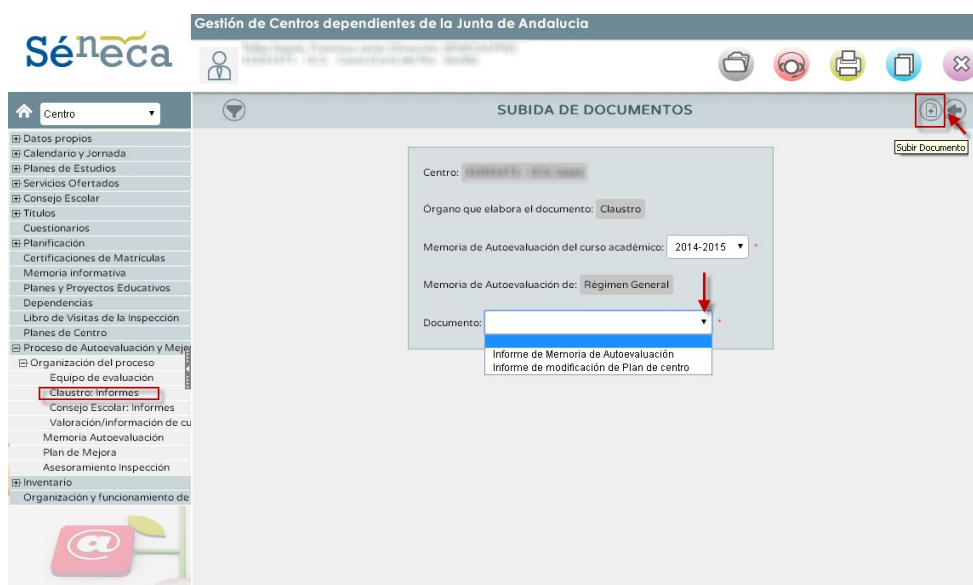 Gestión de Centros dependientes de la Junta de Andalucia
Séneca
Centro
SUBIDA DE DOCUMENTOS
Subir Documento
Datos propios
Calendario y Jornada
Planes de Estudios
Servicios Ofertados
Consejo Escolar
Títulos
Cuestionarios
Planificación
Certificaciones de Matrículas
Memoria informativa
Planes y Proyectos Educativos
Dependencias
Libro de Visitas de la Inspección
Planes de Centro
Proceso de Autoevaluación y Mejor
Organización del proceso
Equipo de evaluación
Claustro: Informes
Consejo Escolar: Informes
Valoración/información de cu
Memoria Autoevaluación
Plan de Mejora
Asesoramiento Inspección
Inventario
Organización y funcionamiento de
Centro:
Órgano que elabora el documento: Claustro
Memoria de Autoevaluación del curso académico: 2014-2015 *
Memoria de Autoevaluación de: Régimen General
Documento: *
Informe de Memoria de Autoevaluación
Informe de modificación de Plan de centro